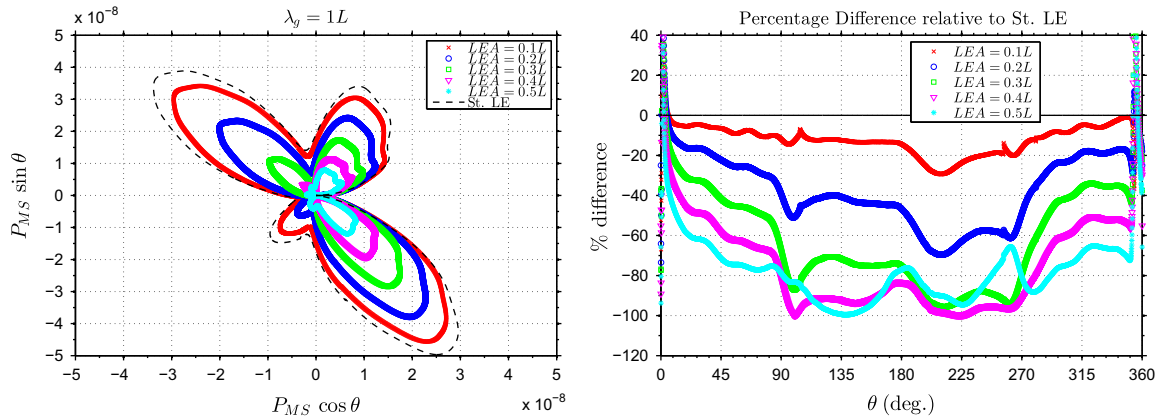 x 10⁻⁸
λ_g = 1L
5
4
3
2
1
0
−1
−2
−3
−4
−5
P_MS sin θ
−5 −4 −3 −2 −1 0 1 2 3 4 5
x 10⁻⁸
P_MS cos θ
LEA = 0.1L
LEA = 0.2L
LEA = 0.3L
LEA = 0.4L
LEA = 0.5L
St. LE
Percentage Difference relative to St. LE
40
20
0
−20
−40
−60
−80
−100
−120
% difference
0 45 90 135 180 225 270 315 360
θ (deg.)
LEA = 0.1L
LEA = 0.2L
LEA = 0.3L
LEA = 0.4L
LEA = 0.5L